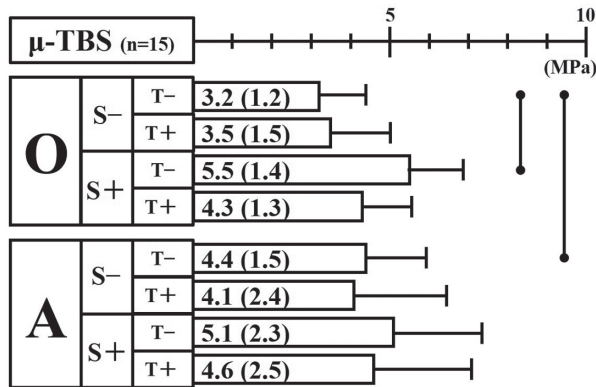 5 10
μ-TBS (n=15)
(MPa)
O S− T− 3.2 (1.2)
T+ 3.5 (1.5)
S+ T− 5.5 (1.4)
T+ 4.3 (1.3)
A S− T− 4.4 (1.5)
T+ 4.1 (2.4)
S+ T− 5.1 (2.3)
T+ 4.6 (2.5)